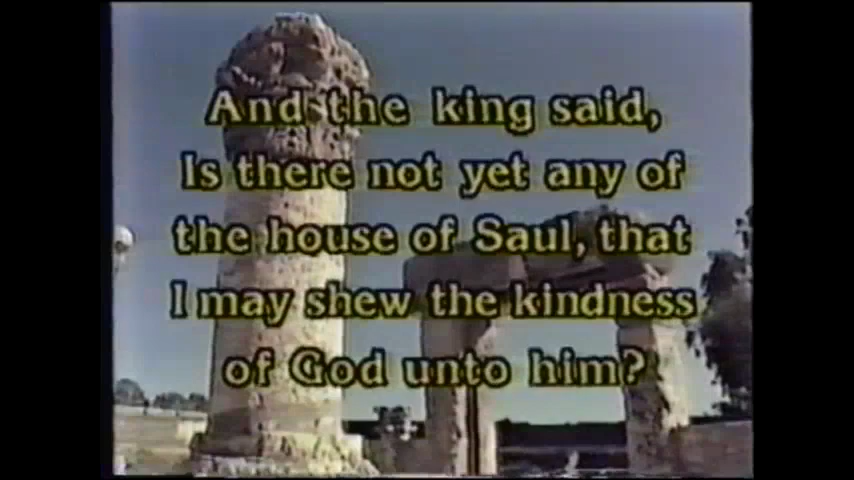 And the king said,
Is there not yet any of
the house of Saul, that
I may shew the kindness
of God unto him?